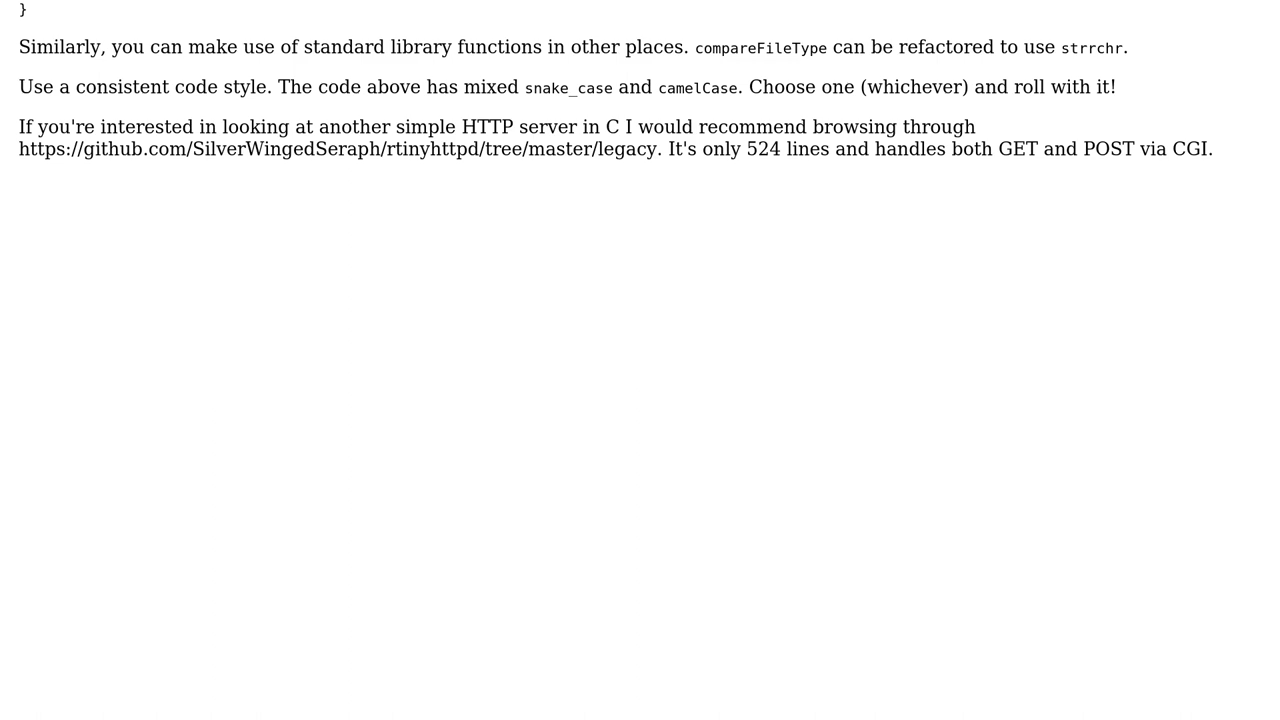 }
Similarly, you can make use of standard library functions in other places. compareFileType can be refactored to use strrchr.
Use a consistent code style. The code above has mixed snake_case and camelCase. Choose one (whichever) and roll with it!
If you're interested in looking at another simple HTTP server in C I would recommend browsing through
https://github.com/SilverWingedSeraph/rtinyhttpd/tree/master/legacy. It's only 524 lines and handles both GET and POST via CGI.